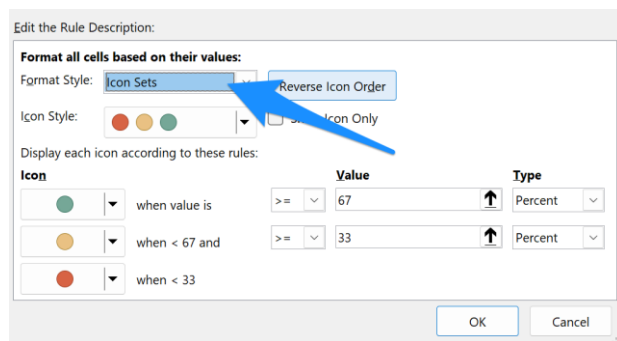 Edit the Rule Description:
Format all cells based on their values:
Format Style: Icon Sets
Reverse Icon Order
Icon Style:
Icon Only
Display each icon according to these rules:
Icon Value Type
when value is >= 67 Percent
when < 67 and >= 33 Percent
when < 33
OK Cancel